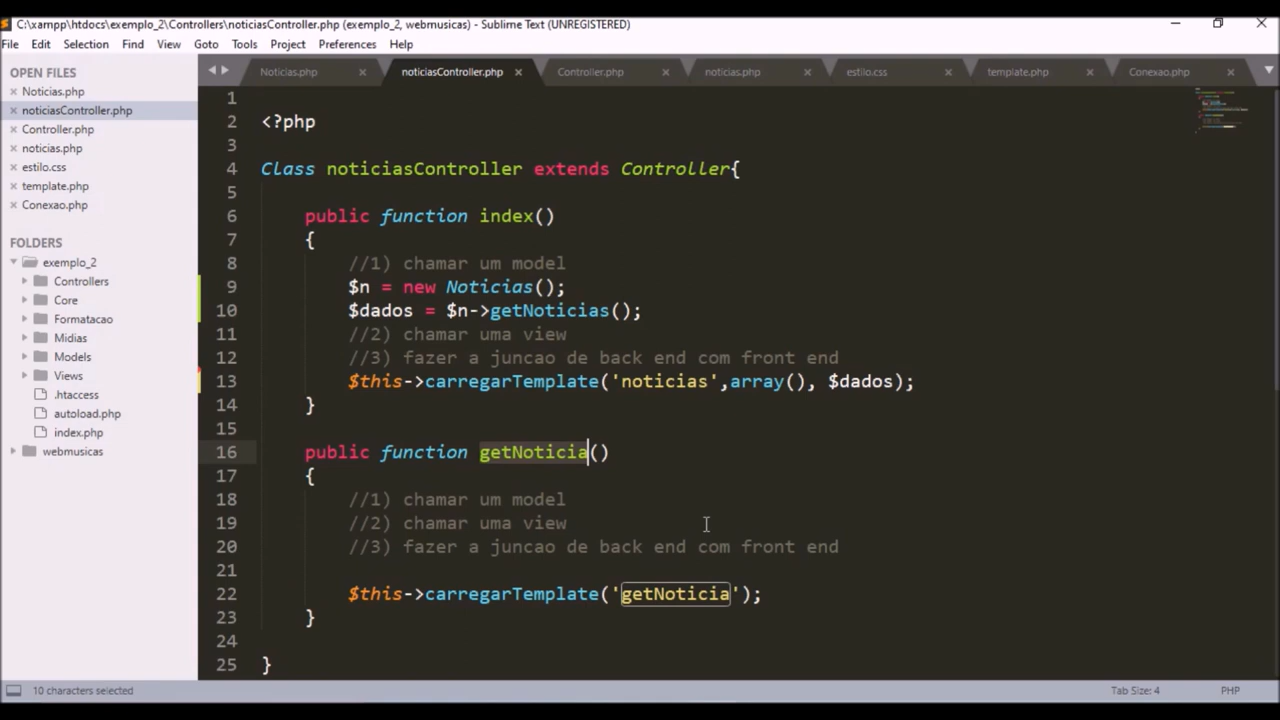 C:\xampp\htdocs\exemplo_2\Controllers\noticiasController.php (exemplo_2, webmusicas) - Sublime Text (UNREGISTERED)
File Edit Selection Find View Goto Tools Project Preferences Help
OPEN FILES
Noticias.php
noticiasController.php
Controller.php
noticias.php
estilo.css
template.php
Conexao.php
FOLDERS
exemplo_2
Controllers
Core
Formatacao
Midias
Models
Views
.htaccess
autoload.php
index.php
webmusicas
Noticias.php × noticiasController.php × Controller.php × noticias.php × estilo.css × template.php × Conexao.php ×
1
2 <?php
3
4 Class noticiasController extends Controller{
5
6 public function index()
7 {
8 //1) chamar um model
9 $n = new Noticias();
10 $dados = $n->getNoticias();
11 //2) chamar uma view
12 //3) fazer a juncao de back end com front end
13 $this->carregarTemplate('noticias',array(), $dados);
14 }
15
16 public function getNoticia()
17 {
18 //1) chamar um model
19 //2) chamar uma view
20 //3) fazer a juncao de back end com front end
21
22 $this->carregarTemplate('getNoticia');
23 }
24
25 }
10 characters selected
Tab Size: 4
PHP